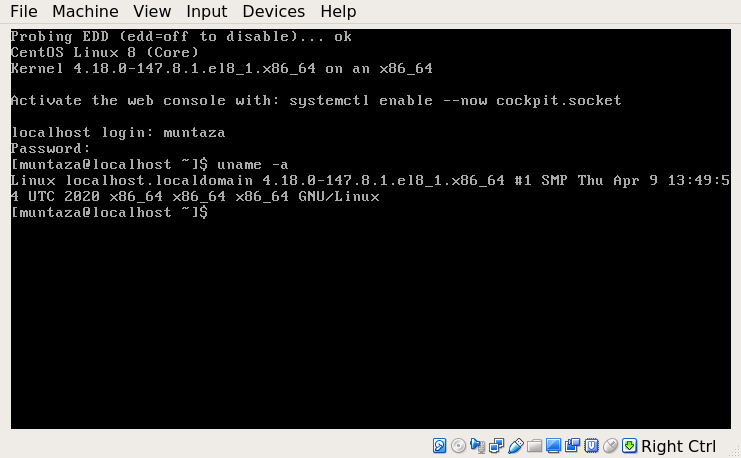 File Machine View Input Devices Help
Probing EDD (edd=off to disable)... ok
CentOS Linux 8 (Core)
Kernel 4.18.0-147.8.1.el8_1.x86_64 on an x86_64
Activate the web console with: systemctl enable --now cockpit.socket
localhost login: muntaza
Password:
[muntaza@localhost ~]$ uname -a
Linux localhost.localdomain 4.18.0-147.8.1.el8_1.x86_64 #1 SMP Thu Apr 9 13:49:5
4 UTC 2020 x86_64 x86_64 x86_64 GNU/Linux
[muntaza@localhost ~]$
Right Ctrl